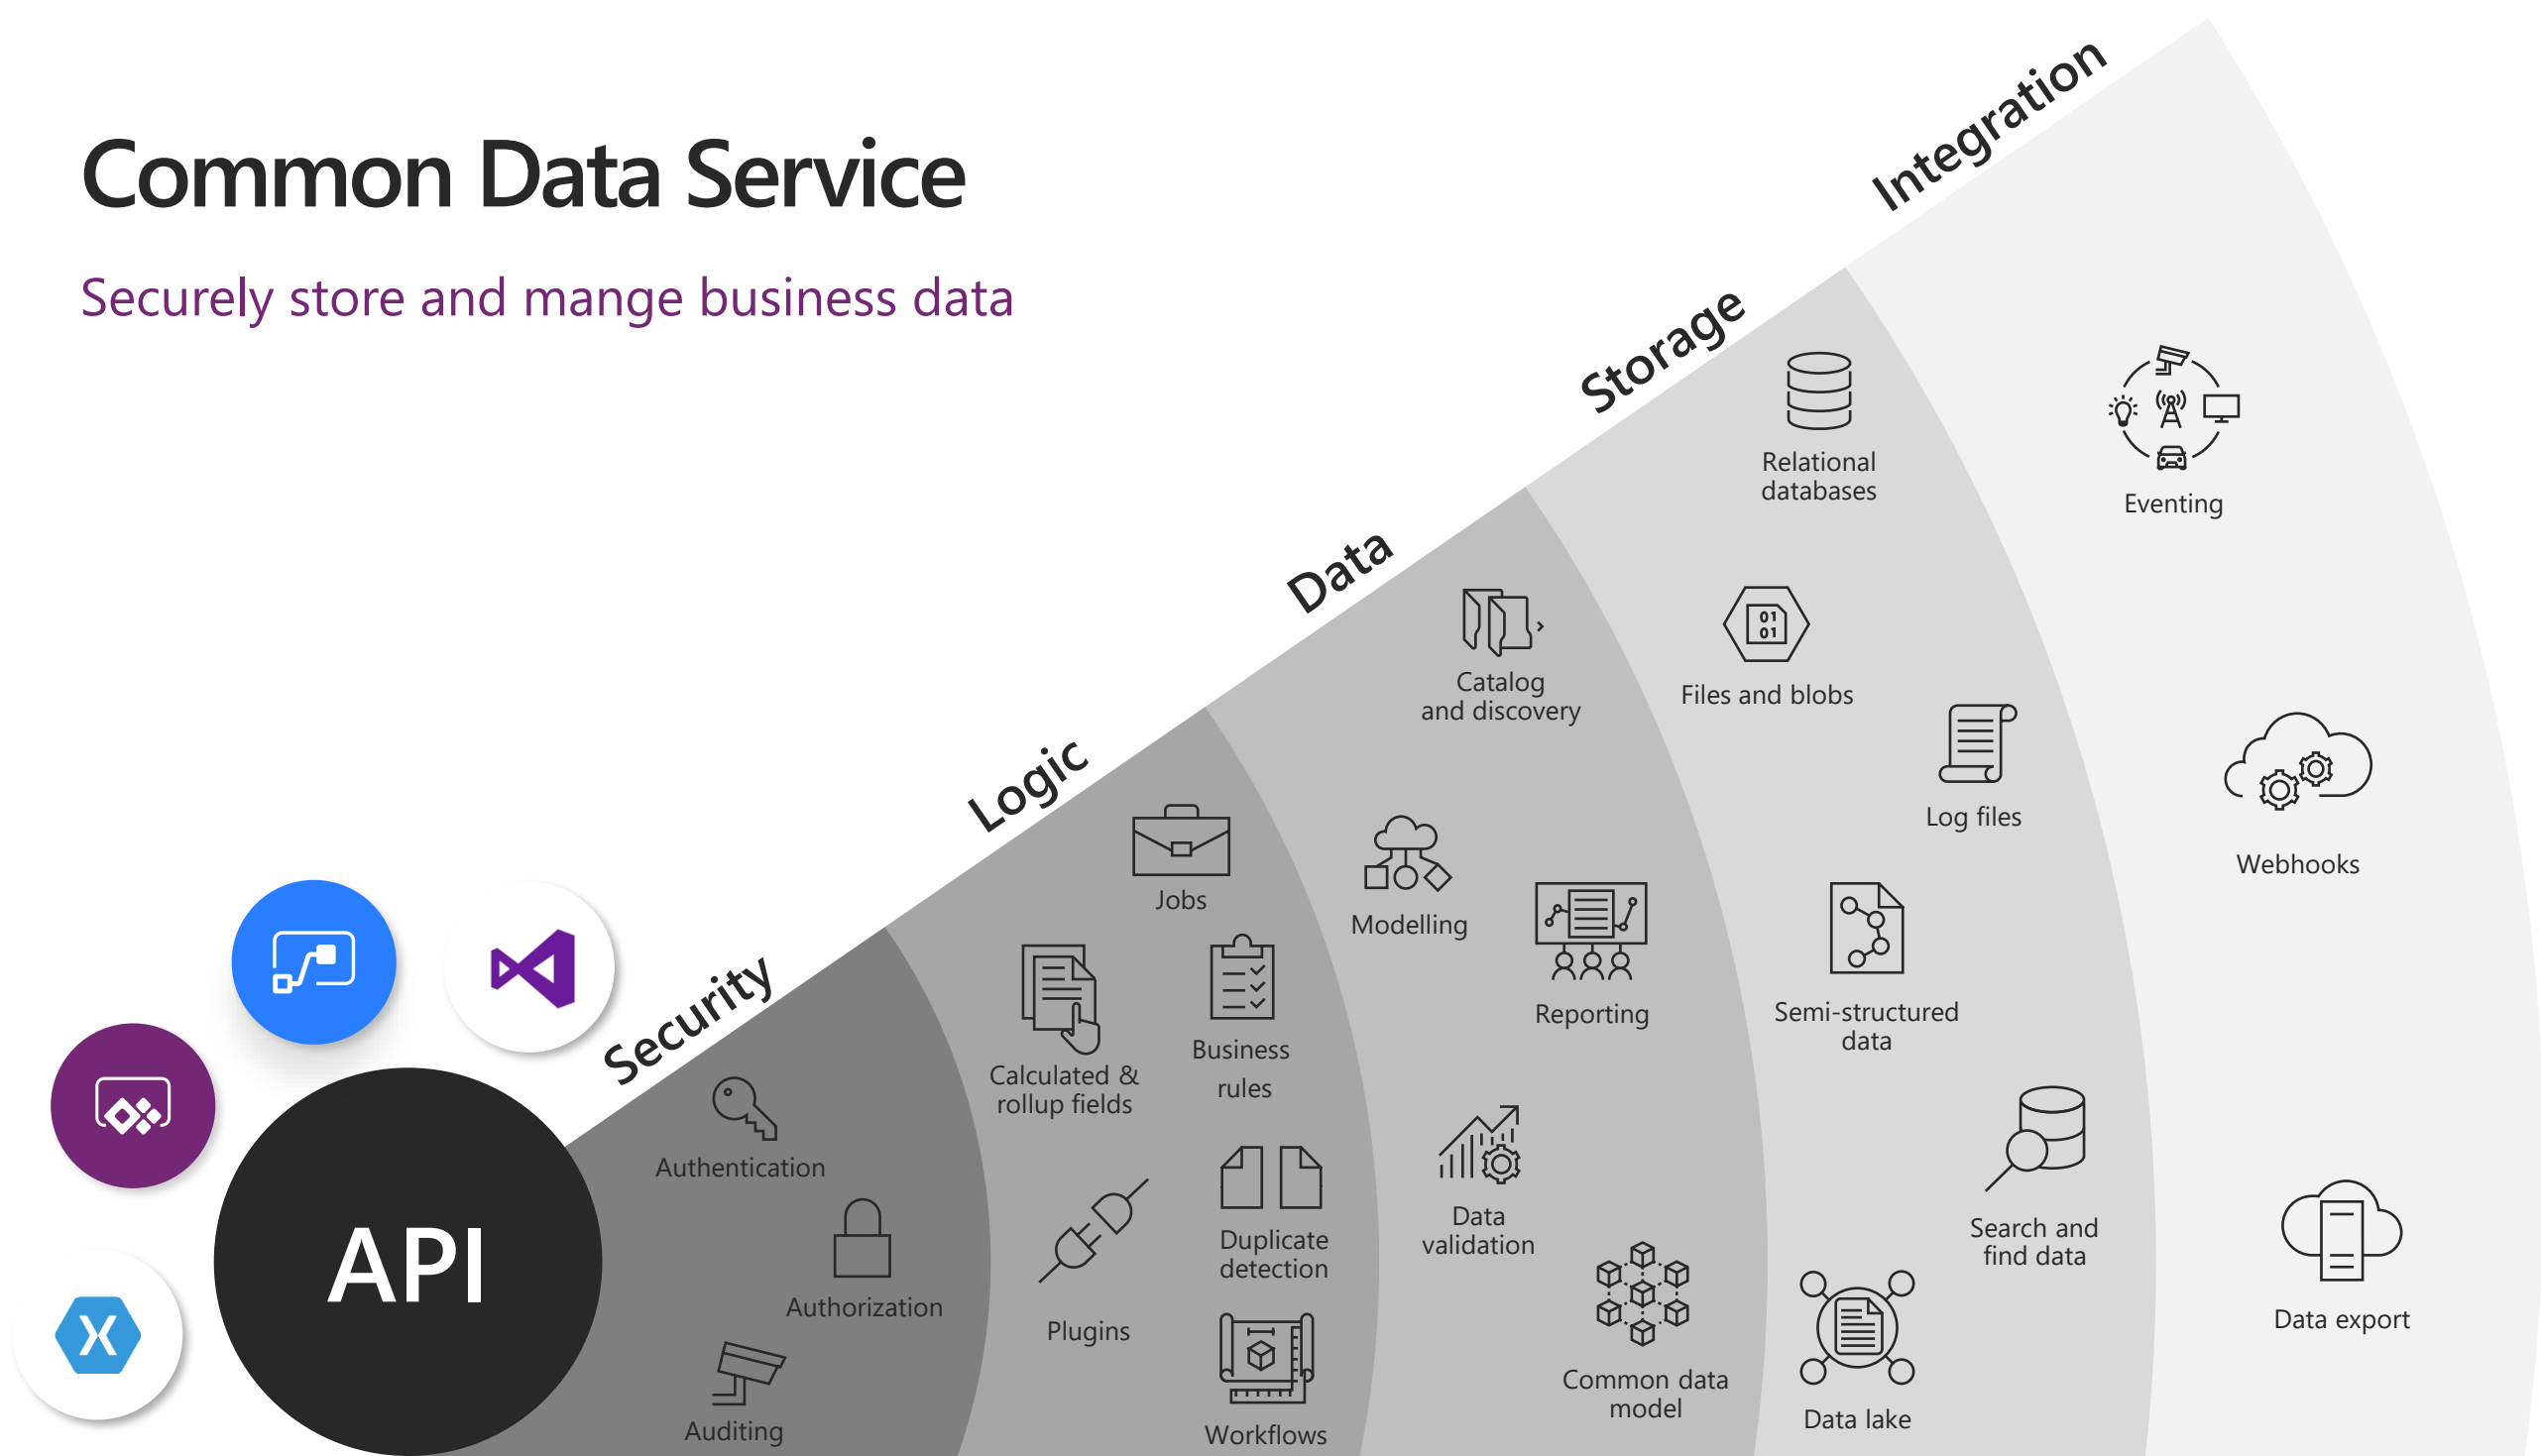 Common Data Service
Securely store and mange business data
Integration
Storage
Data
Logic
Security
API
Authentication
Authorization
Auditing
Jobs
Calculated &
rollup fields
Business
rules
Plugins
Duplicate
detection
Workflows
Catalog
and discovery
Modelling
Reporting
Data
validation
Common data
model
Relational
databases
Files and blobs
01
01
Log files
Semi-structured
data
Search and
find data
Data lake
Eventing
Webhooks
Data export
X